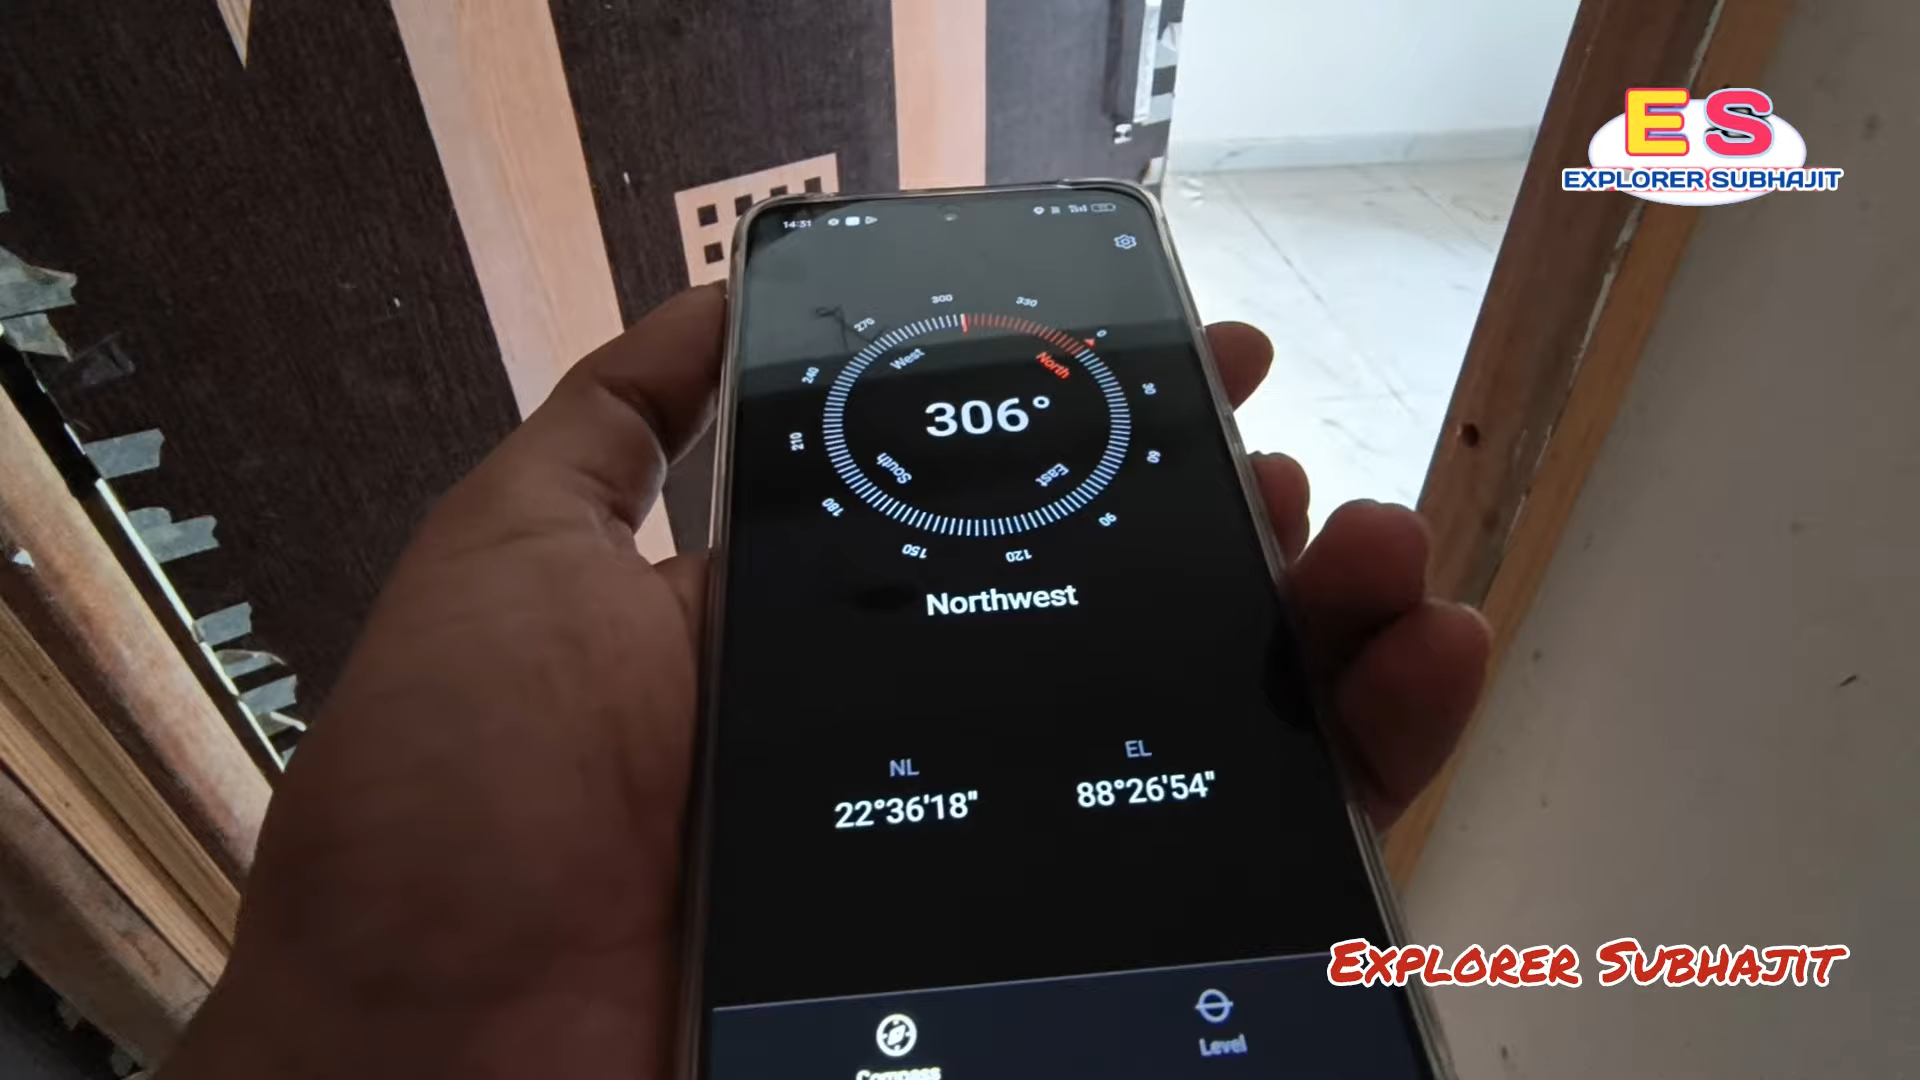 ES
EXPLORER SUBHAJIT
14:31
300
330
270
0
West
North
240
30
306°
210
60
South
East
180
90
150
120
Northwest
NL
EL
22°36'18"
88°26'54"
Explorer Subhajit
Level
Compass